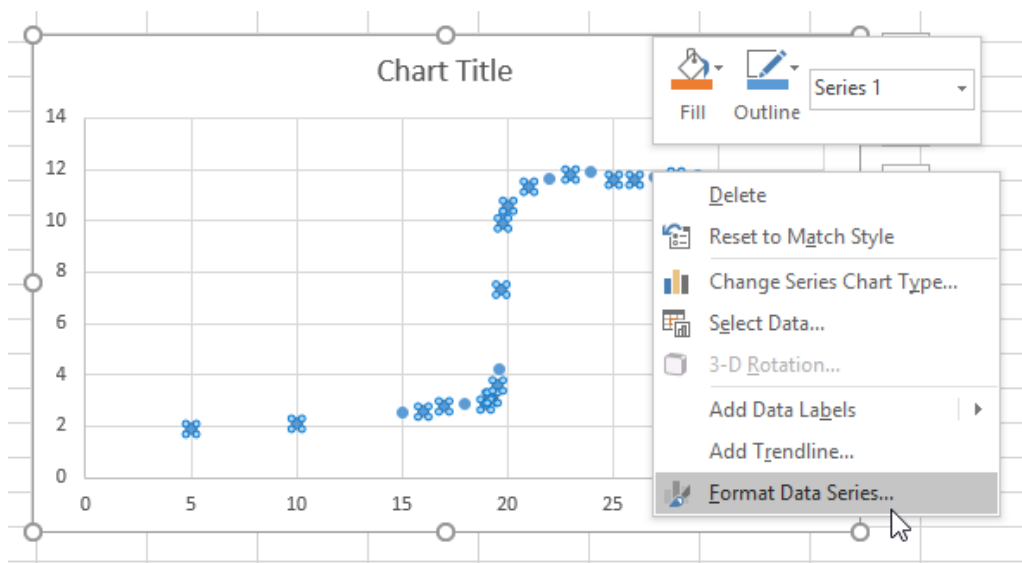 Chart Title
Fill
Outline
Series 1
14
12
10
8
6
4
2
0
0 5 10 15 20 25
Delete
Reset to Match Style
Change Series Chart Type...
Select Data...
3-D Rotation...
Add Data Labels
Add Trendline...
Format Data Series...